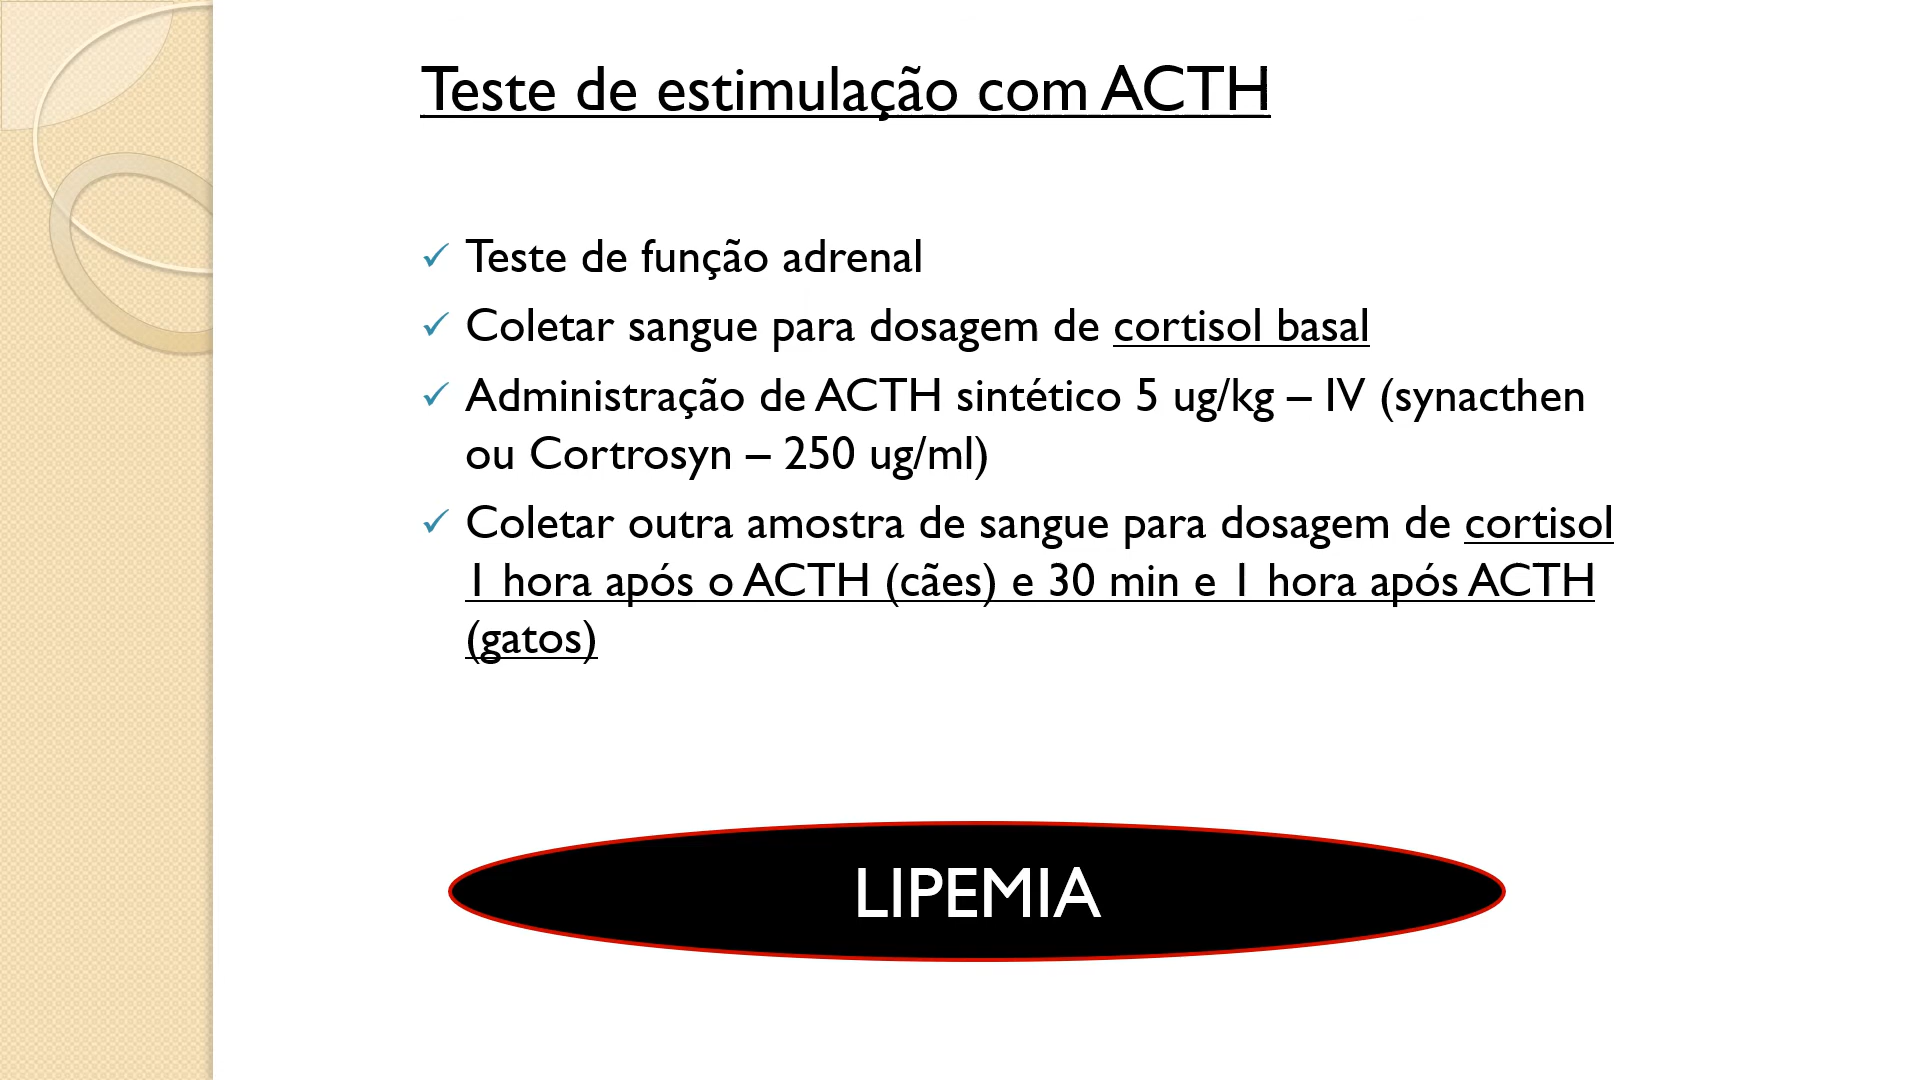 Teste de estimulação com ACTH
✓ Teste de função adrenal
✓ Coletar sangue para dosagem de cortisol basal
✓ Administração de ACTH sintético 5 ug/kg – IV (synacthen
ou Cortrosyn – 250 ug/ml)
✓ Coletar outra amostra de sangue para dosagem de cortisol
1 hora após o ACTH (cães) e 30 min e 1 hora após ACTH
(gatos)
LIPEMIA